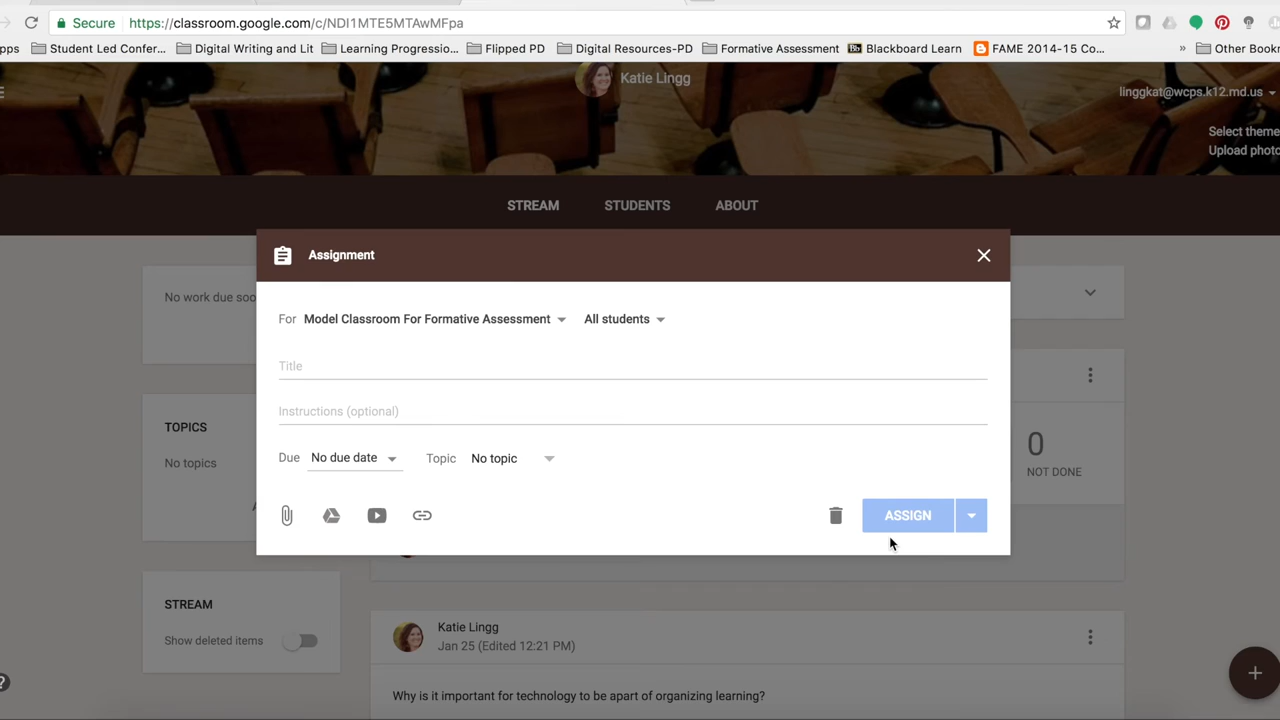 Secure https://classroom.google.com/c/NDI1MTE5MTAwMFpa
pps Student Led Confer... Digital Writing and Lit Learning Progressio... Flipped PD Digital Resources-PD Formative Assessment Bb Blackboard Learn FAME 2014-15 Co... » Other Book
Katie Lingg
linggkat@wcps.k12.md.us
Select theme
Upload photo
STREAM STUDENTS ABOUT
Assignment
No work due soo
For Model Classroom For Formative Assessment All students
Title
Instructions (optional)
TOPICS
0
Due No due date Topic No topic
No topics
NOT DONE
ASSIGN
STREAM
Show deleted items
Katie Lingg
Jan 25 (Edited 12:21 PM)
?
Why is it important for technology to be apart of organizing learning?